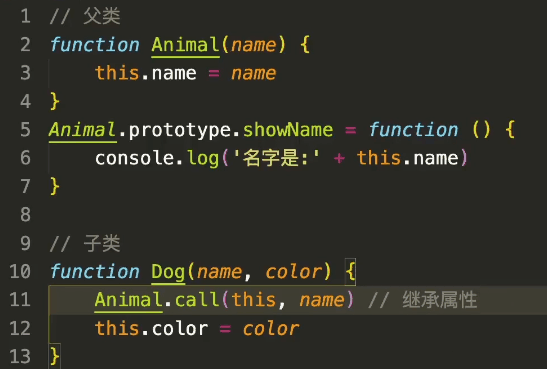 1 // 父类
2 function Animal(name) {
3     this.name = name
4 }
5 Animal.prototype.showName = function () {
6     console.log('名字是:' + this.name)
7 }
8
9 // 子类
10 function Dog(name, color) {
11     Animal.call(this, name) // 继承属性
12     this.color = color
13 }